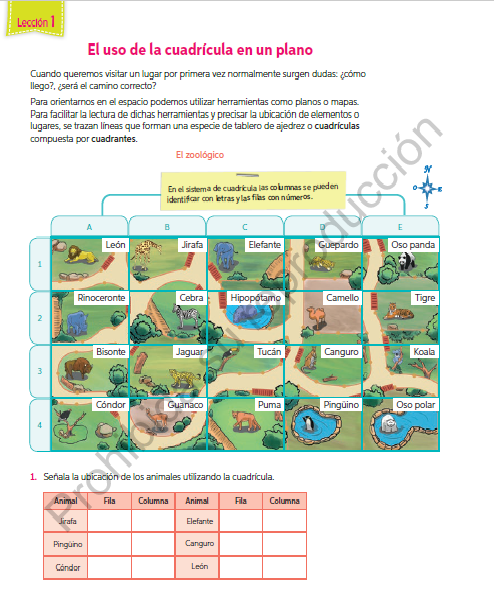 Lección 1
El uso de la cuadrícula en un plano
Cuando queremos visitar un lugar por primera vez normalmente surgen dudas: ¿cómo
llego?, ¿será el camino correcto?
Para orientarnos en el espacio podemos utilizar herramientas como planos o mapas.
Para facilitar la lectura de dichas herramientas y precisar la ubicación de elementos o
lugares, se trazan líneas que forman una especie de tablero de ajedrez o cuadrículas
compuesta por cuadrantes.
El zoológico
En el sistema de cuadrícula las columnas se pueden
identificar con letras y las filas con números.
N
O E
S
A B C D E
1 León Jirafa Elefante Guepardo Oso panda
2 Rinoceronte Cebra Hipopótamo Camello Tigre
3 Bisonte Jaguar Tucán Canguro Koala
4 Cóndor Guanaco Puma Pingüino Oso polar
1. Señala la ubicación de los animales utilizando la cuadrícula.
Animal Fila Columna Animal Fila Columna
Jirafa Elefante
Pingüino Canguro
Cóndor León